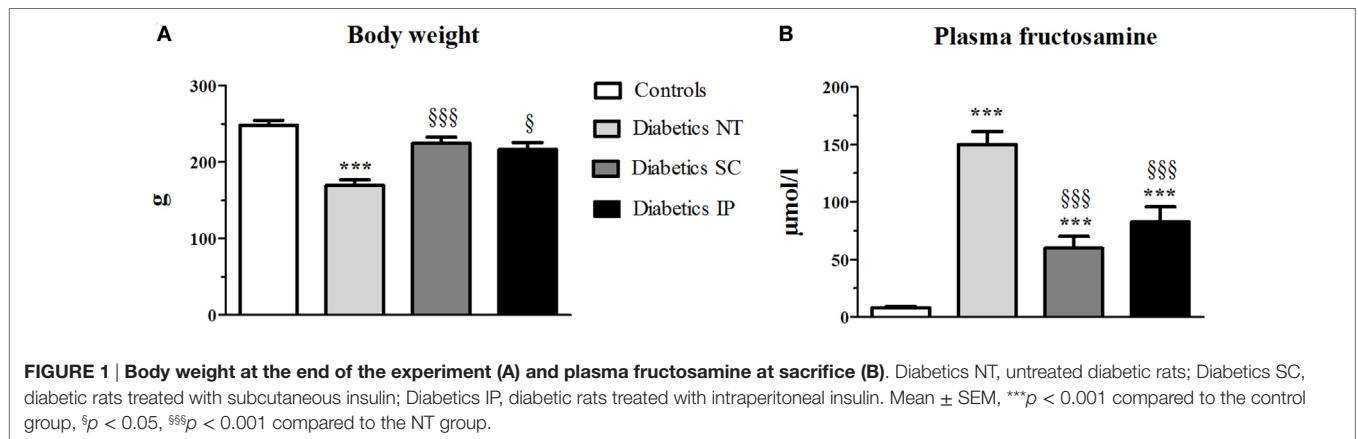 A Body weight
300
200
100
0
g
***
§§§
§
Controls
Diabetics NT
Diabetics SC
Diabetics IP
B Plasma fructosamine
200
150
100
50
0
µmol/l
***
§§§
***
§§§
***
FIGURE 1 | Body weight at the end of the experiment (A) and plasma fructosamine at sacrifice (B). Diabetics NT, untreated diabetic rats; Diabetics SC,
diabetic rats treated with subcutaneous insulin; Diabetics IP, diabetic rats treated with intraperitoneal insulin. Mean ± SEM, ***p < 0.001 compared to the control
group, §p < 0.05, §§§p < 0.001 compared to the NT group.